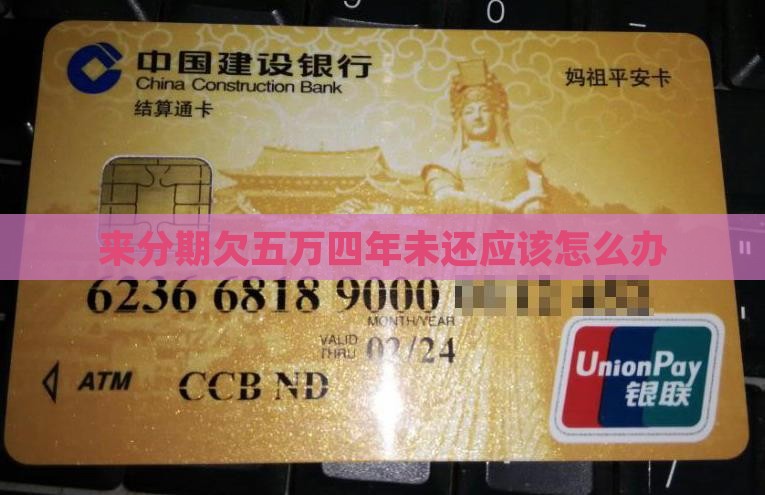 0
中国建设银行
China Construction Bank
妈祖平安卡
结算通卡
来分期欠五万四年未还应该怎么办
6236 6818 9000
MONTH/YEAR
VALID THRU 02/24
ATM CCB ND
UnionPay
银联